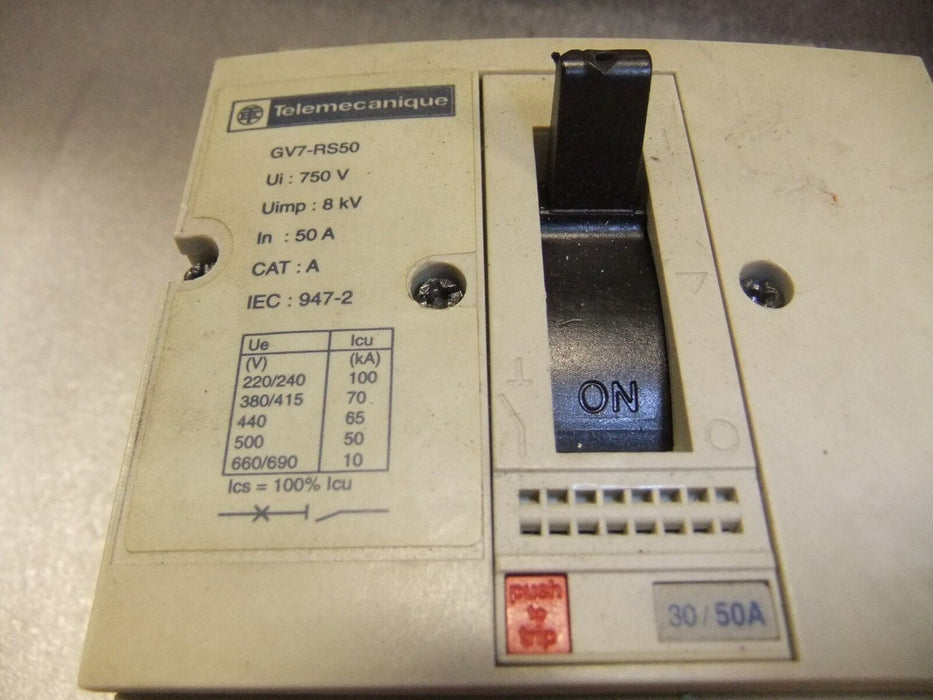 Telemecanique
GV7-RS50
Ui : 750 V
Uimp : 8 kV
In : 50 A
CAT : A
IEC : 947-2
Ue Icu
(V) (kA)
220/240 100
380/415 70
440 65
500 50
660/690 10
Ics = 100% Icu
ON
push
to
trip
30 / 50A